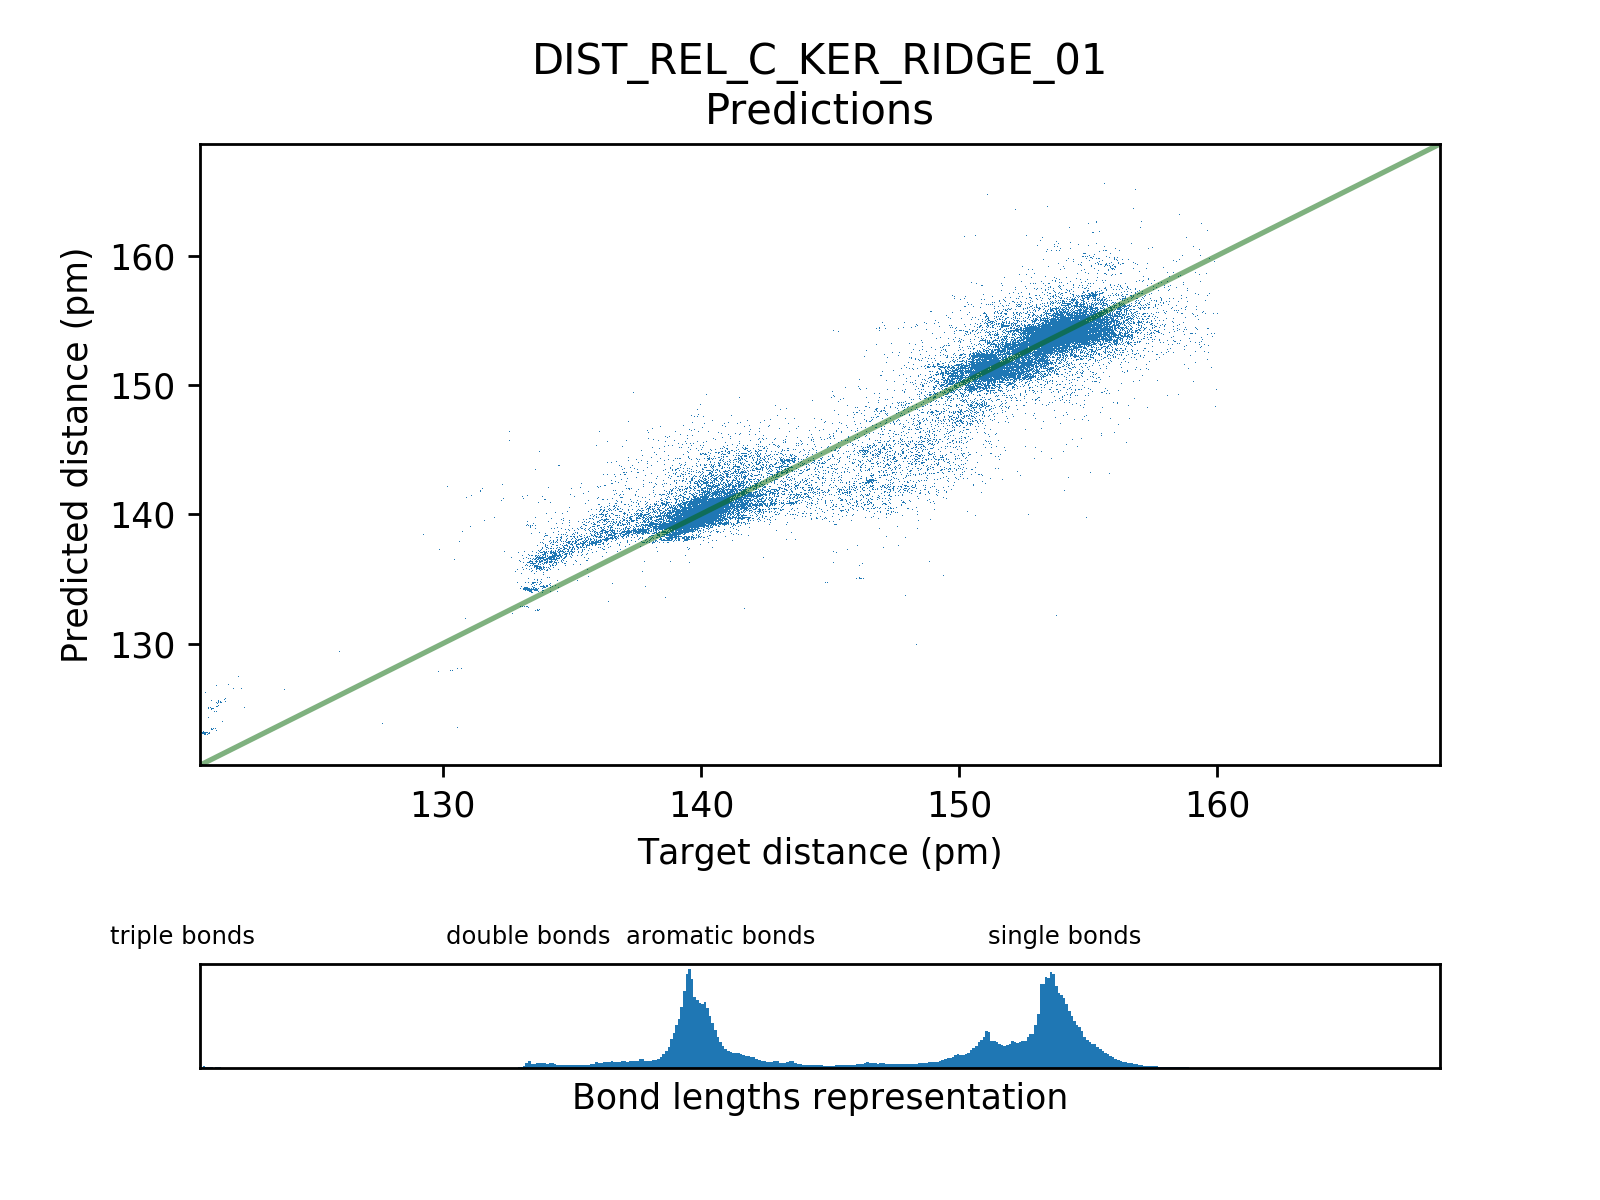 DIST_REL_C_KER_RIDGE_01
Predictions
Predicted distance (pm)
160
150
140
130
130 140 150 160
Target distance (pm)
triple bonds double bonds aromatic bonds single bonds
Bond lengths representation